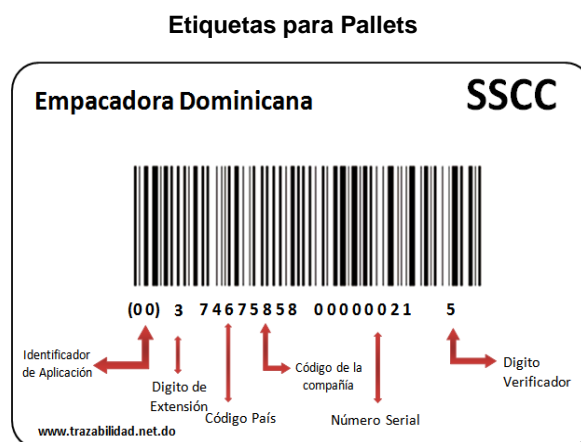 Etiquetas para Pallets
Empacadora Dominicana
SSCC
(00) 3 74675858 00000021 5
Identificador
de Aplicación
Digito de
Extensión
Código País
Código de la
compañía
Número Serial
Digito
Verificador
www.trazabilidad.net.do